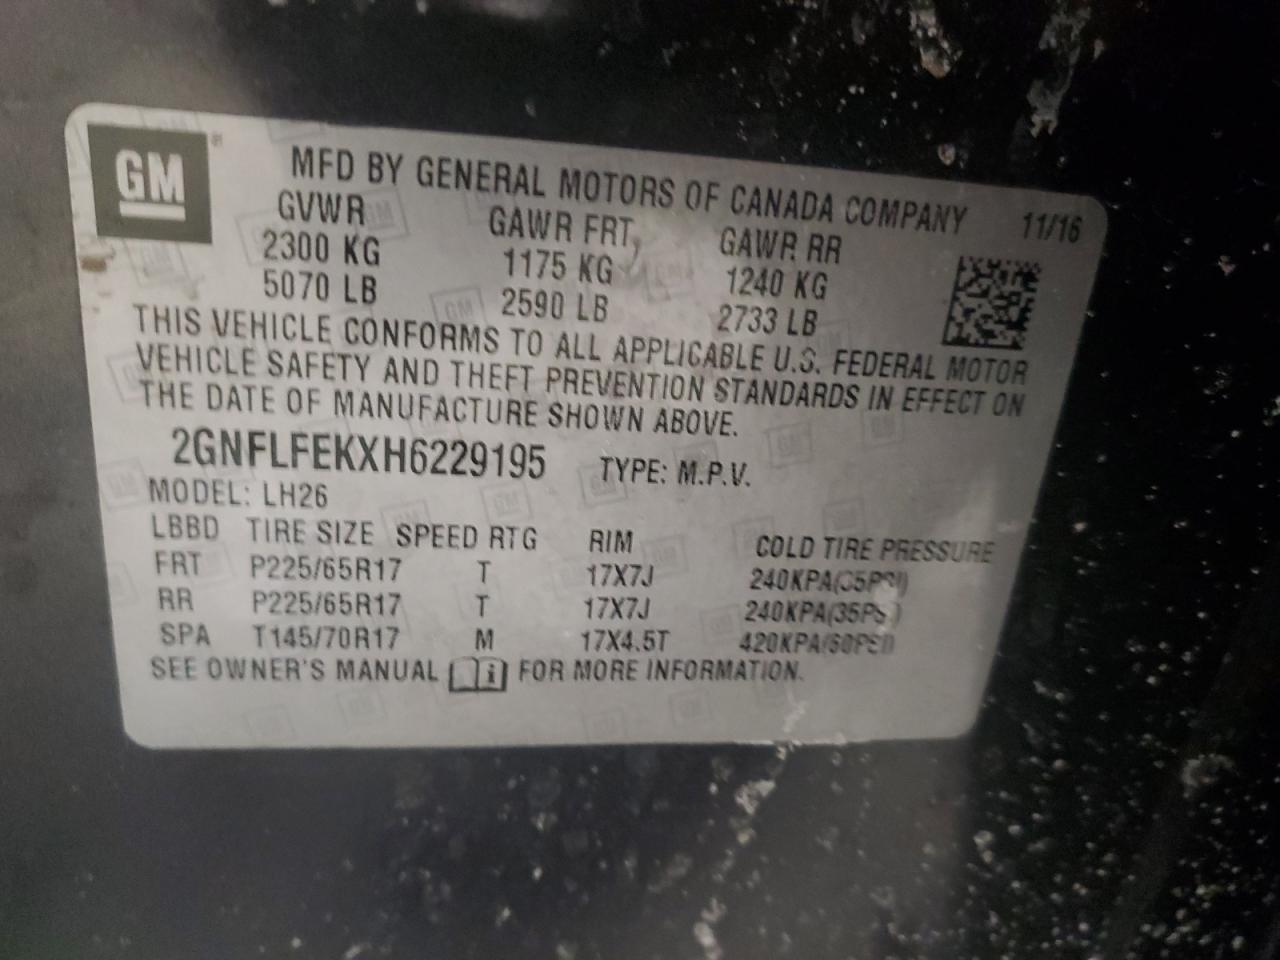 GM
MFD BY GENERAL MOTORS OF CANADA COMPANY 11/16
GVWR GAWR FRT GAWR RR
2300 KG 1175 KG 1240 KG
5070 LB 2590 LB 2733 LB
THIS VEHICLE CONFORMS TO ALL APPLICABLE U.S. FEDERAL MOTOR
VEHICLE SAFETY AND THEFT PREVENTION STANDARDS IN EFFECT ON
THE DATE OF MANUFACTURE SHOWN ABOVE.
2GNFLFEKXH6229195 TYPE: M.P.V.
MODEL: LH26
LBBD TIRE SIZE SPEED RTG RIM COLD TIRE PRESSURE
FRT P225/65R17 T 17X7J 240KPA(35PSI)
RR P225/65R17 T 17X7J 240KPA(35PSI)
SPA T145/70R17 M 17X4.5T 420KPA(60PSI)
SEE OWNER'S MANUAL FOR MORE INFORMATION.